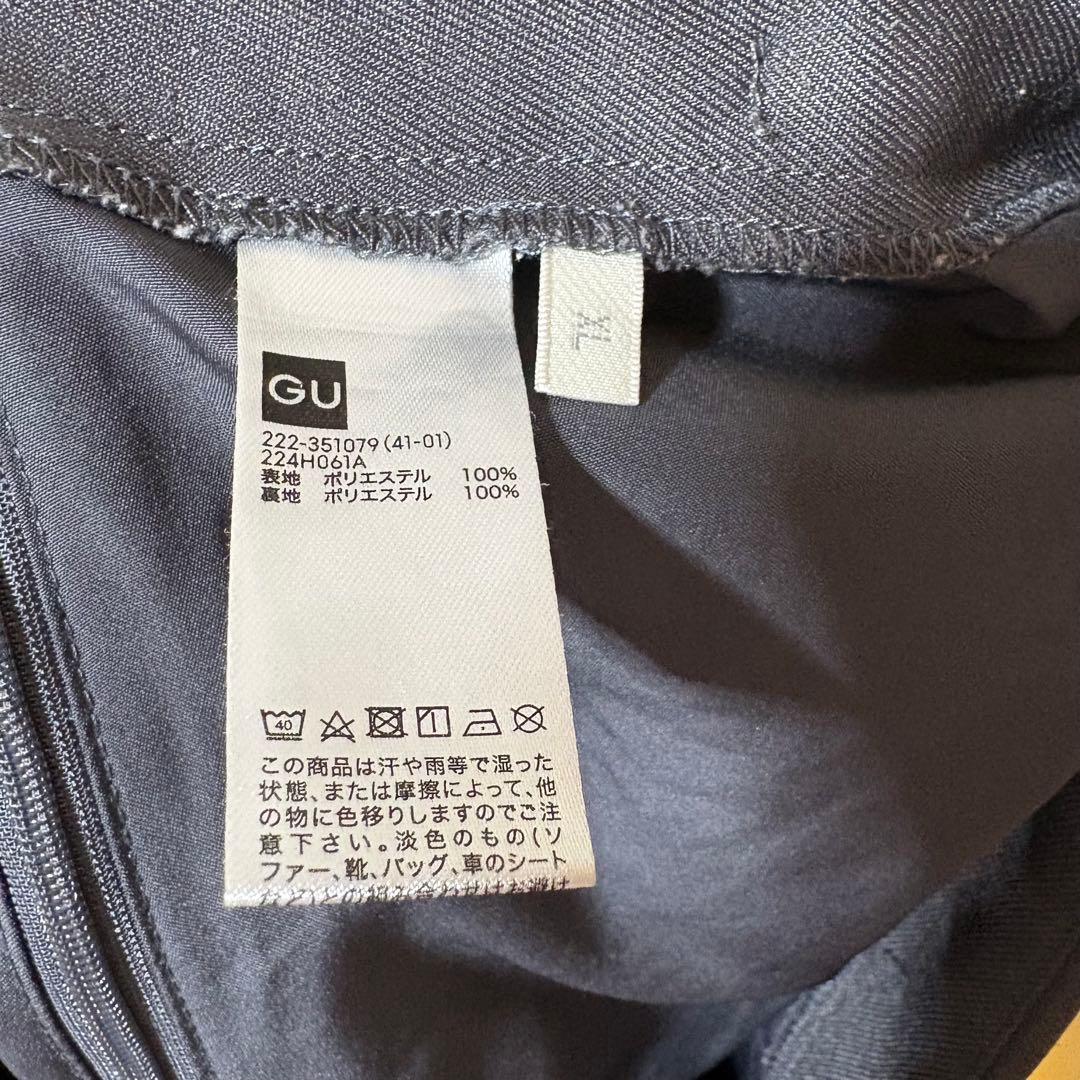 GU
XL
222-351079(41-01)
224H061A
表地 ポリエステル 100%
裏地 ポリエステル 100%
40
この商品は汗や雨等で湿った
状態、または摩擦によって、他
の物に色移りしますのでご注
意下さい。淡色のもの(ソ
ファー、靴、バッグ、車のシート